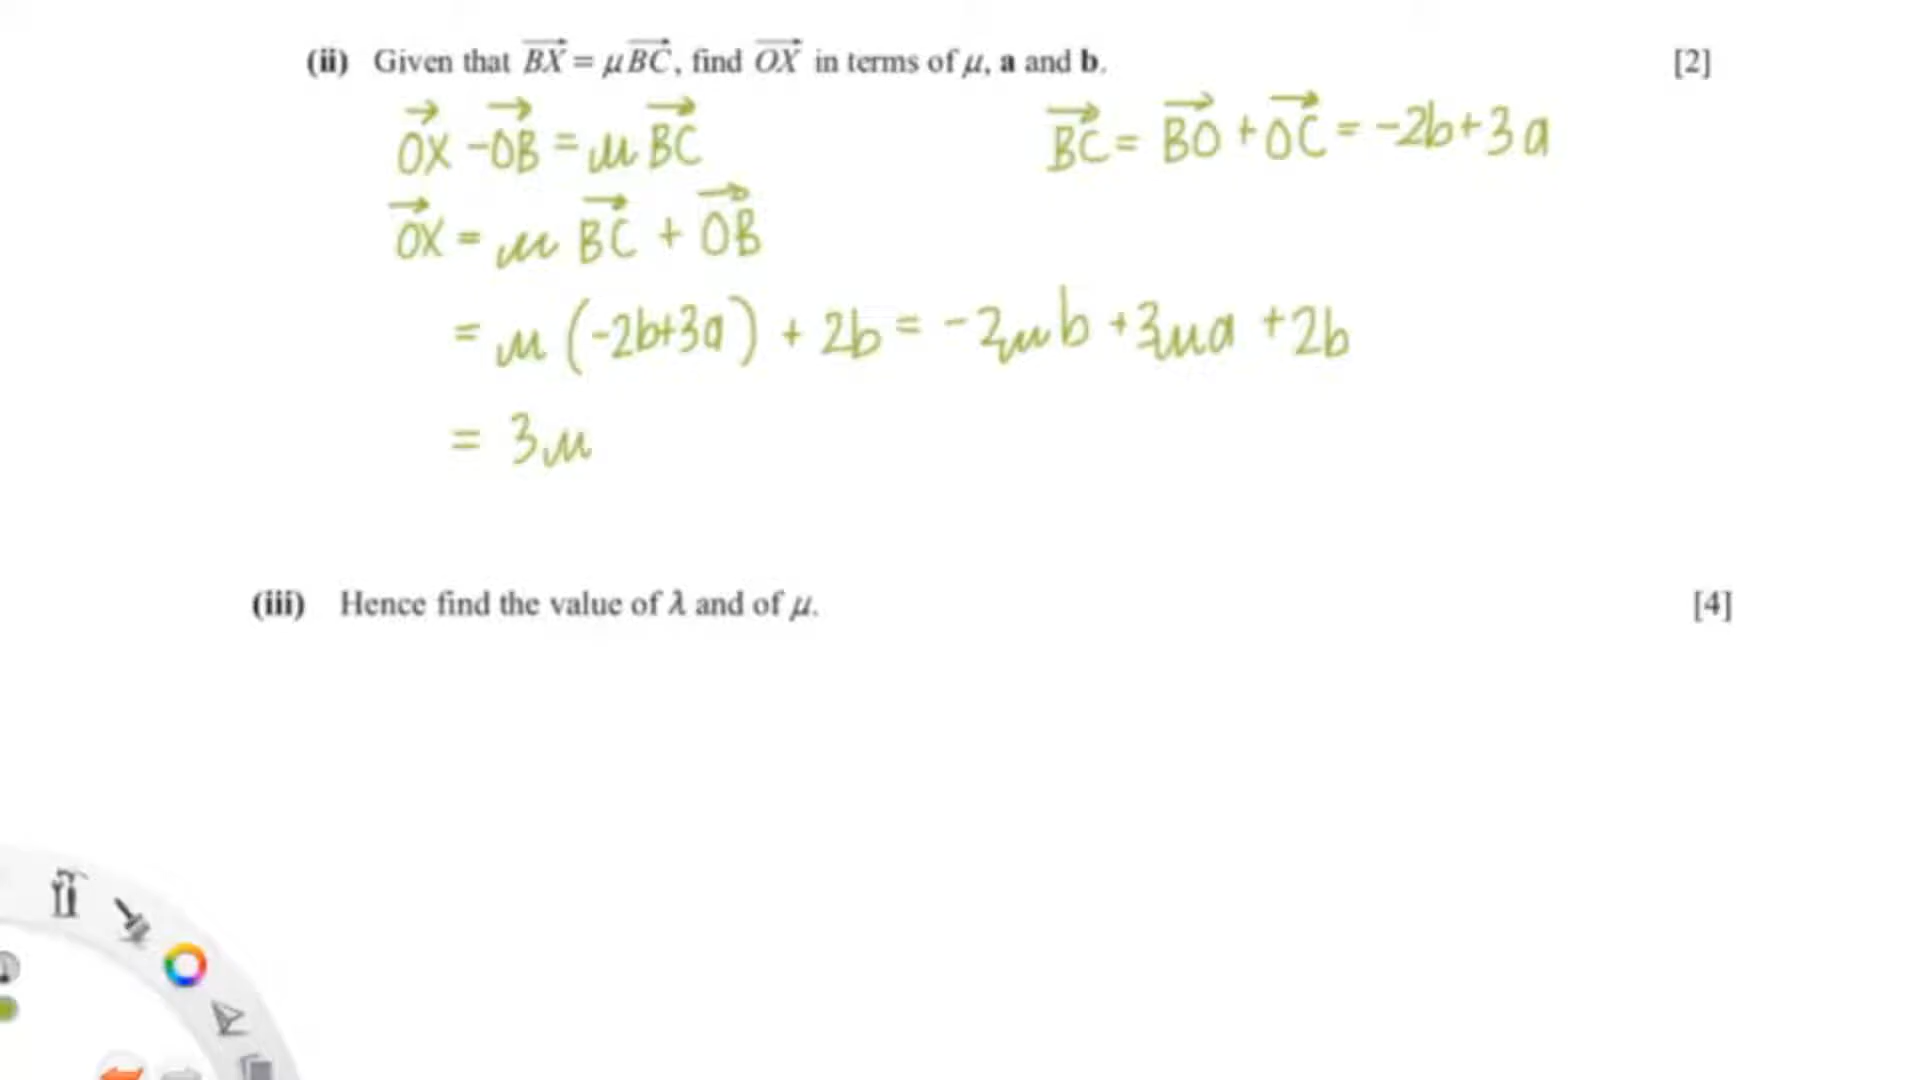 (ii) Given that BX = μBC, find OX in terms of μ, a and b. [2]
OX - OB = μ BC
BC = BO + OC = -2b+3a
OX = μ BC + OB
= μ (-2b+3a) + 2b = -2μb +3μa +2b
= 3μ
(iii) Hence find the value of λ and of μ. [4]